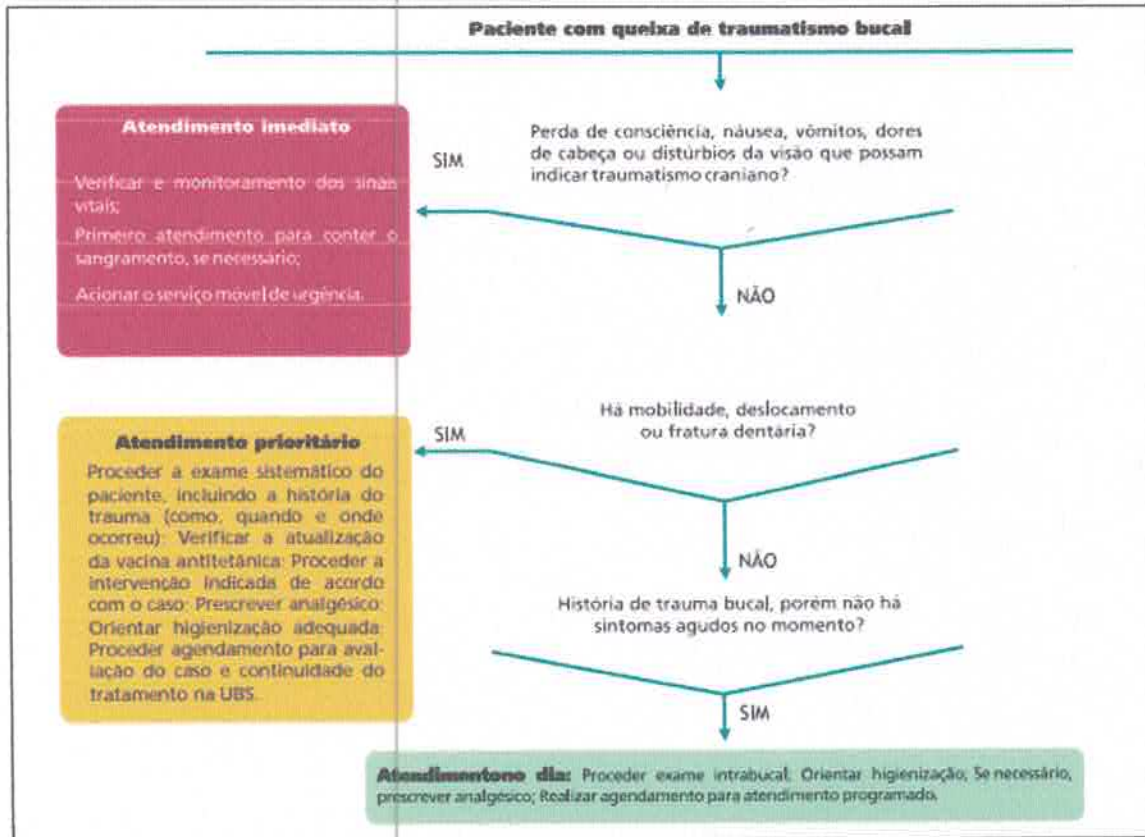 Paciente com queixa de traumatismo bucal
Perda de consciência, náusea, vômitos, dores
de cabeça ou distúrbios da visão que possam
indicar traumatismo craniano?
SIM
Atendimento imediato
Verificar e monitoramento dos sinais
vitais;
Primeiro atendimento para conter o
sangramento, se necessário;
Acionar o serviço móvel de urgência.
NÃO
Há mobilidade, deslocamento
ou fratura dentária?
SIM
Atendimento prioritário
Proceder a exame sistemático do
paciente, incluindo a história do
trauma (como, quando e onde
ocorreu); Verificar a atualização
da vacina antitetânica; Proceder a
intervenção indicada de acordo
com o caso; Prescrever analgésico;
Orientar higienização adequada;
Proceder agendamento para ava-
liação do caso e continuidade do
tratamento na UBS.
NÃO
História de trauma bucal, porém não há
sintomas agudos no momento?
SIM
Atendimentono dia: Proceder exame intrabucal; Orientar higienização; Se necessário,
prescrever analgésico; Realizar agendamento para atendimento programado.